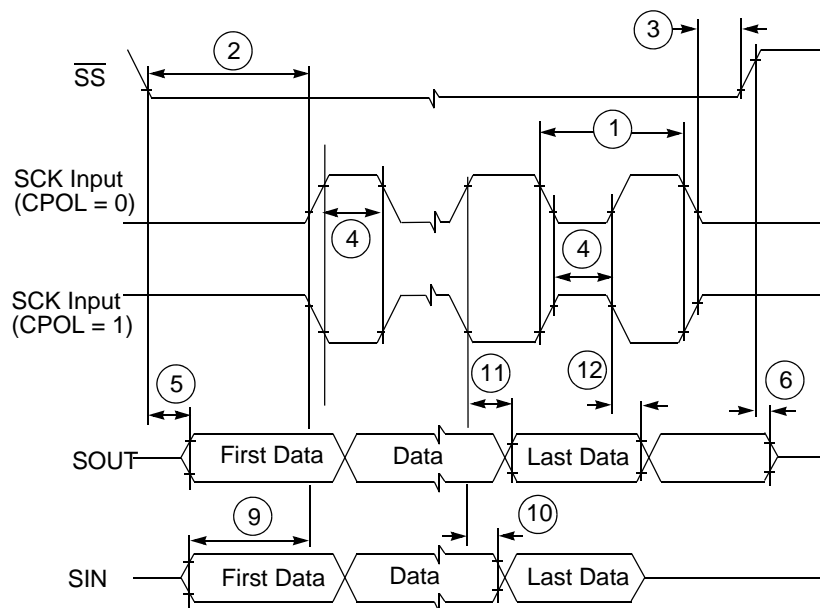 3
2
SS
1
SCK Input
(CPOL = 0)
4
4
SCK Input
(CPOL = 1)
5
11
12
6
SOUT
First Data
Data
Last Data
9
10
SIN
First Data
Data
Last Data